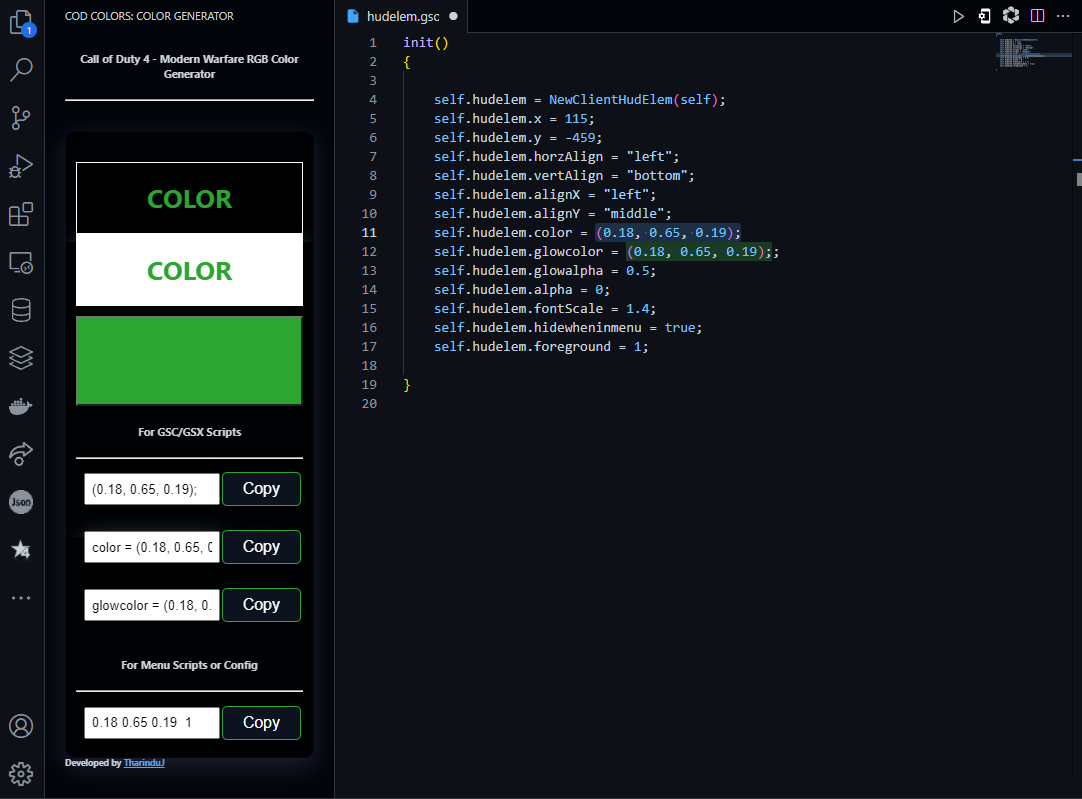 COD COLORS: COLOR GENERATOR
Call of Duty 4 - Modern Warfare RGB Color
Generator
COLOR
COLOR
For GSC/GSX Scripts
(0.18, 0.65, 0.19);
Copy
color = (0.18, 0.65, 0
Copy
glowcolor = (0.18, 0.
Copy
For Menu Scripts or Config
0.18 0.65 0.19  1
Copy
Developed by TharinduJ
1
Json
hudelem.gsc
1 init()
2 {
3
4 self.hudelem = NewClientHudElem(self);
5 self.hudelem.x = 115;
6 self.hudelem.y = -459;
7 self.hudelem.horzAlign = "left";
8 self.hudelem.vertAlign = "bottom";
9 self.hudelem.alignX = "left";
10 self.hudelem.alignY = "middle";
11 self.hudelem.color = (0.18, 0.65, 0.19);
12 self.hudelem.glowcolor = (0.18, 0.65, 0.19);;
13 self.hudelem.glowalpha = 0.5;
14 self.hudelem.alpha = 0;
15 self.hudelem.fontScale = 1.4;
16 self.hudelem.hidewheninmenu = true;
17 self.hudelem.foreground = 1;
18
19 }
20